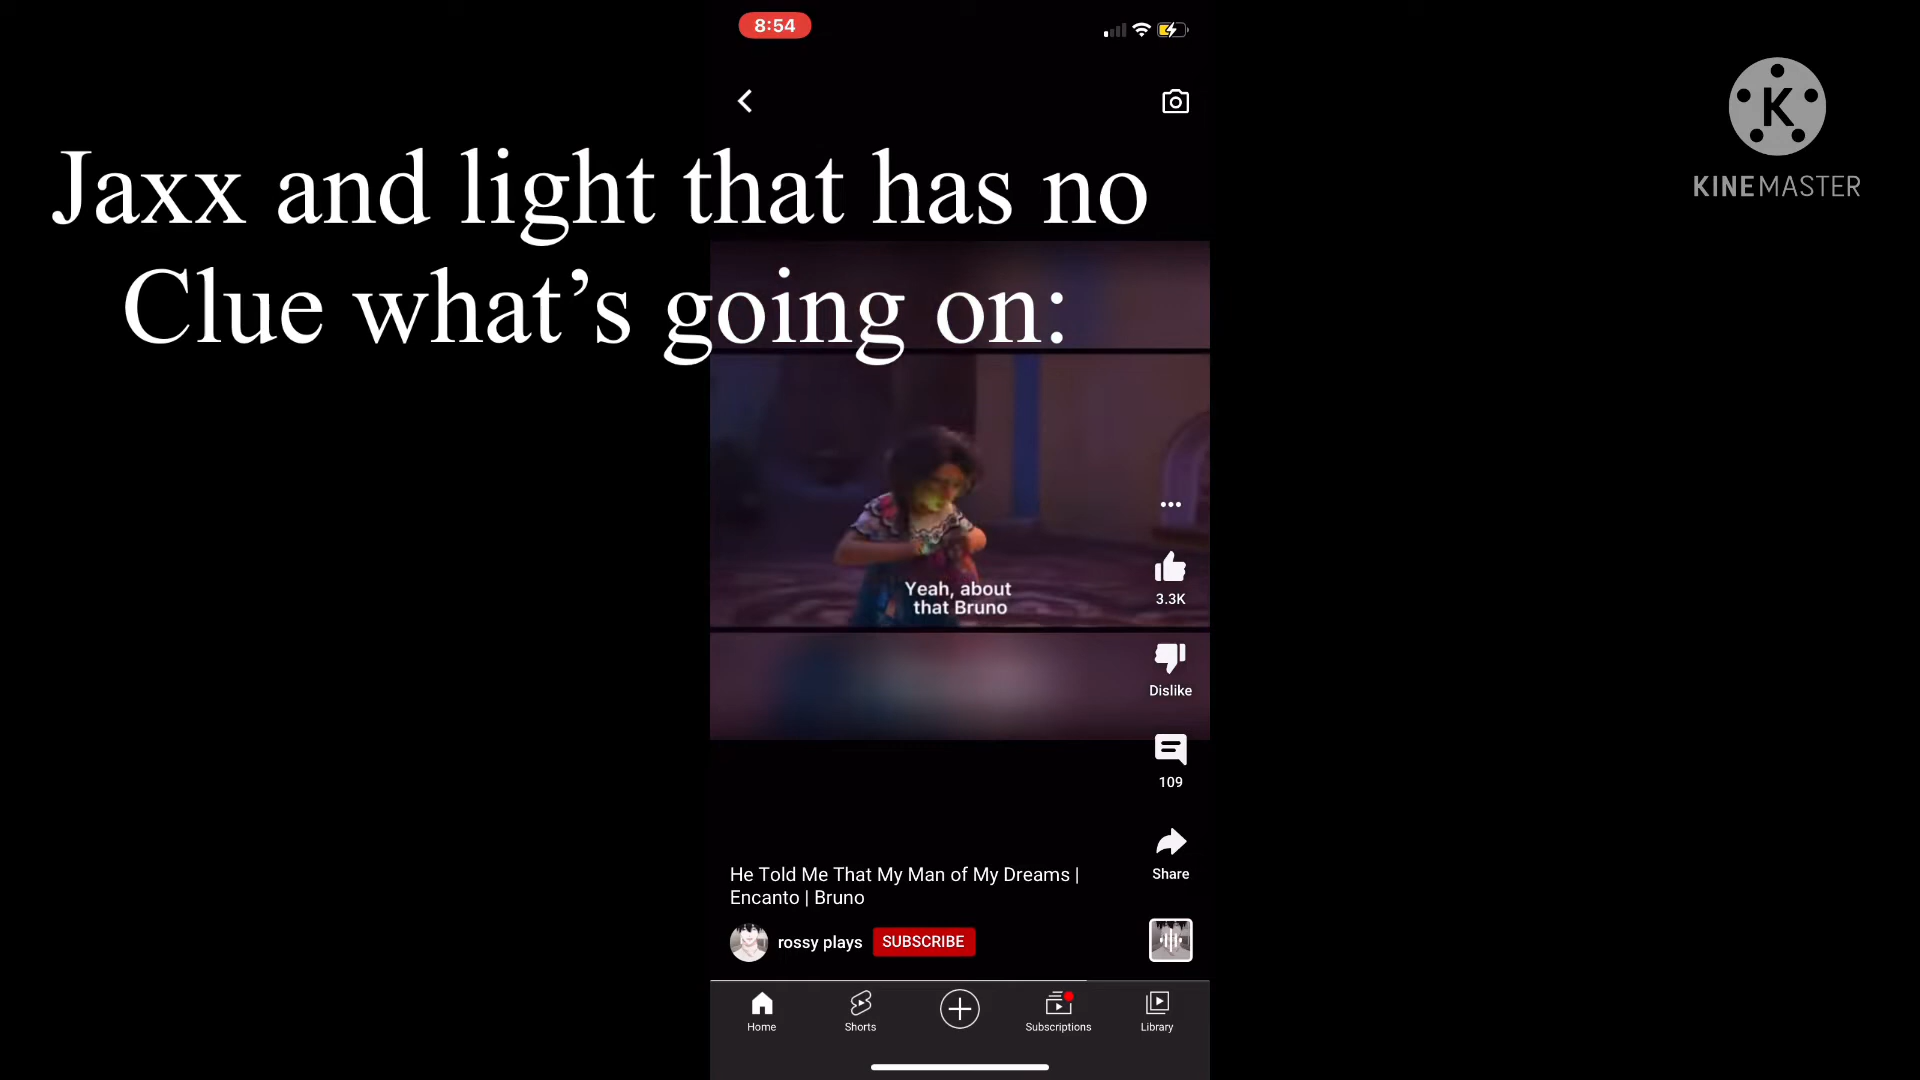 8:54
K
KINEMASTER
Jaxx and light that has no
Clue what’s going on:
Yeah, about
that Bruno
3.3K
Dislike
109
Share
He Told Me That My Man of My Dreams |
Encanto | Bruno
rossy plays SUBSCRIBE
Home Shorts Subscriptions Library